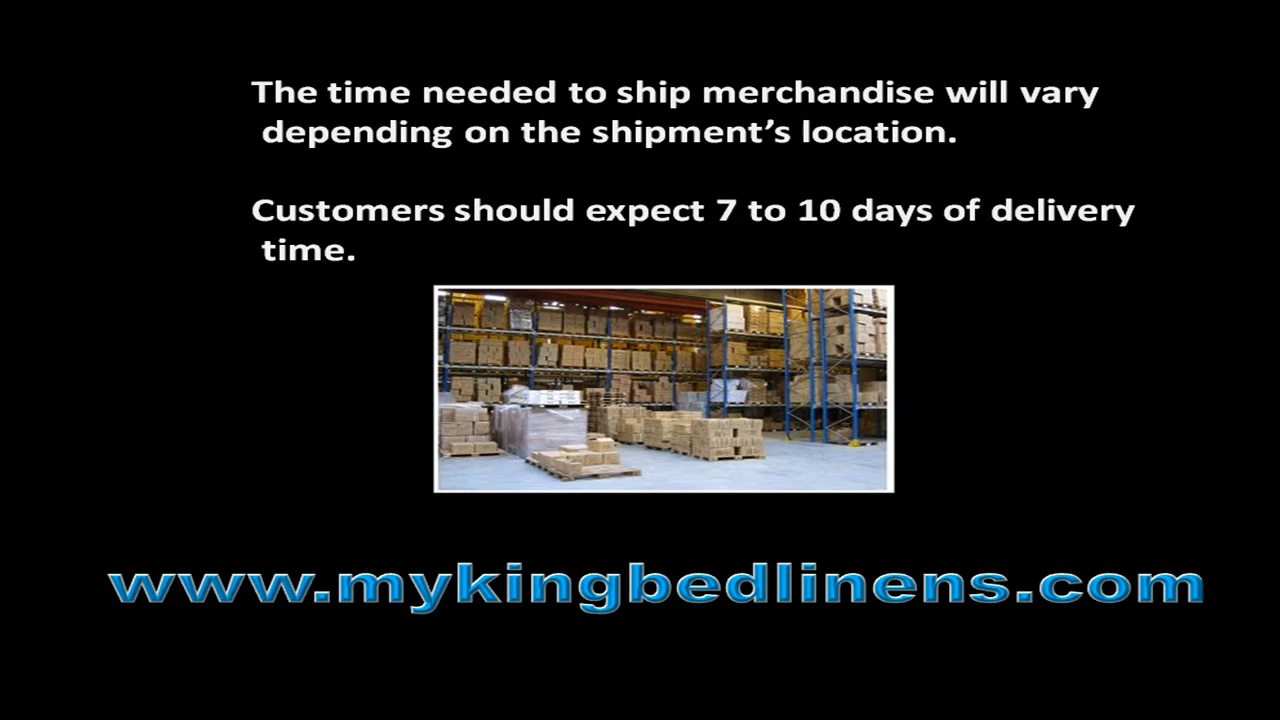 The time needed to ship merchandise will vary
depending on the shipment’s location.
Customers should expect 7 to 10 days of delivery
time.
www.mykingbedlinens.com